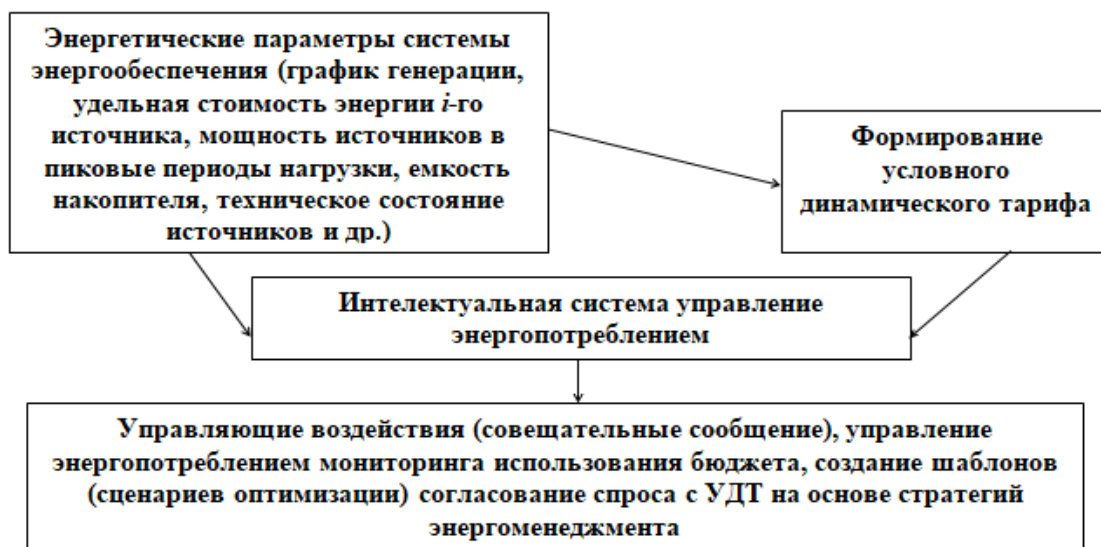 Энергетические параметры системы
энергообеспечения (график генерации,
удельная стоимость энергии i-го
источника, мощность источников в
пиковые периоды нагрузки, емкость
накопителя, техническое состояние
источников и др.)
Формирование
условного
динамического тарифа
Интелектуальная система управление
энергопотреблением
Управляющие воздействия (совещательные сообщение), управление
энергопотреблением мониторинга использования бюджета, создание шаблонов
(сценариев оптимизации) согласование спроса с УДТ на основе стратегий
энергоменеджмента